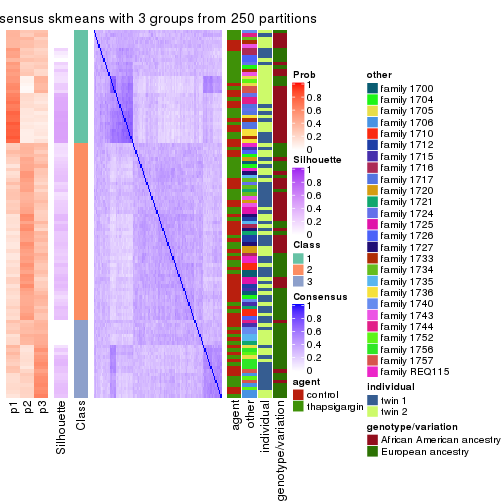 sensus skmeans with 3 groups from 250 partitions
p1
p2
p3
Silhouette
Class
agent
other
individual
genotype/variation
Prob
1
0.8
0.6
0.4
0.2
0
Silhouette
1
0.8
0.6
0.4
0.2
0
Class
1
2
3
Consensus
1
0.8
0.6
0.4
0.2
0
agent
control
thapsigargin
other
family 1700
family 1704
family 1705
family 1706
family 1710
family 1712
family 1715
family 1716
family 1717
family 1720
family 1721
family 1724
family 1725
family 1726
family 1727
family 1733
family 1734
family 1735
family 1736
family 1740
family 1743
family 1744
family 1752
family 1756
family 1757
family REQ115
individual
twin 1
twin 2
genotype/variation
African American ancestry
European ancestry